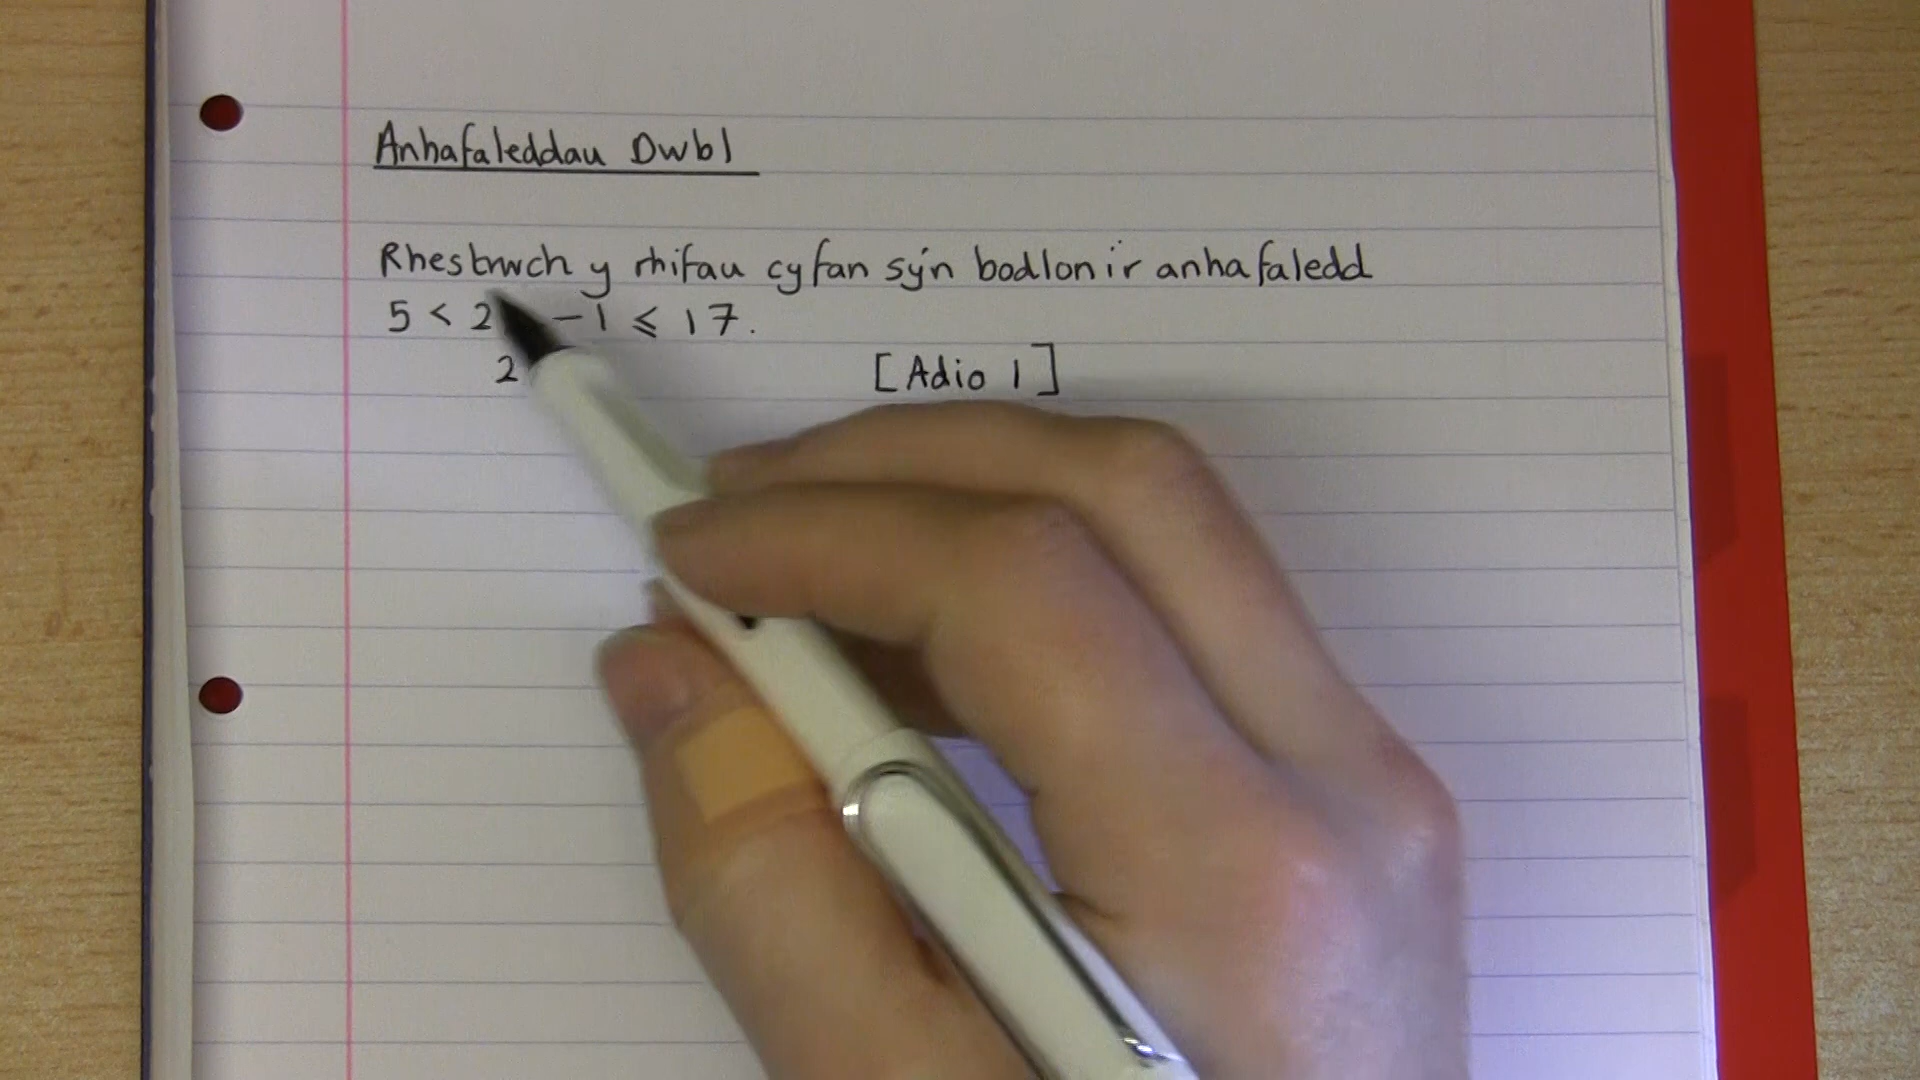 Anhafaleddau Dwbl
Rhestrwch y rhifau cyfan sy'n bodloni'r anhafaledd
5 < 2 -1 ⩽ 17.
2 [Adio 1]